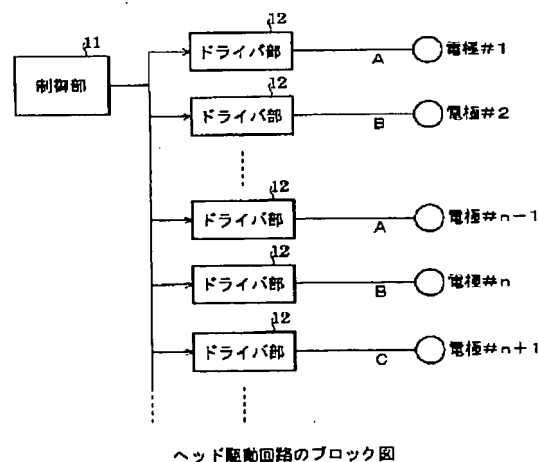 11
制御部
12
ドライバ部
A
電極#1
12
ドライバ部
B
電極#2
12
ドライバ部
A
電極#n-1
12
ドライバ部
B
電極#n
12
ドライバ部
C
電極#n+1
ヘッド駆動回路のブロック図